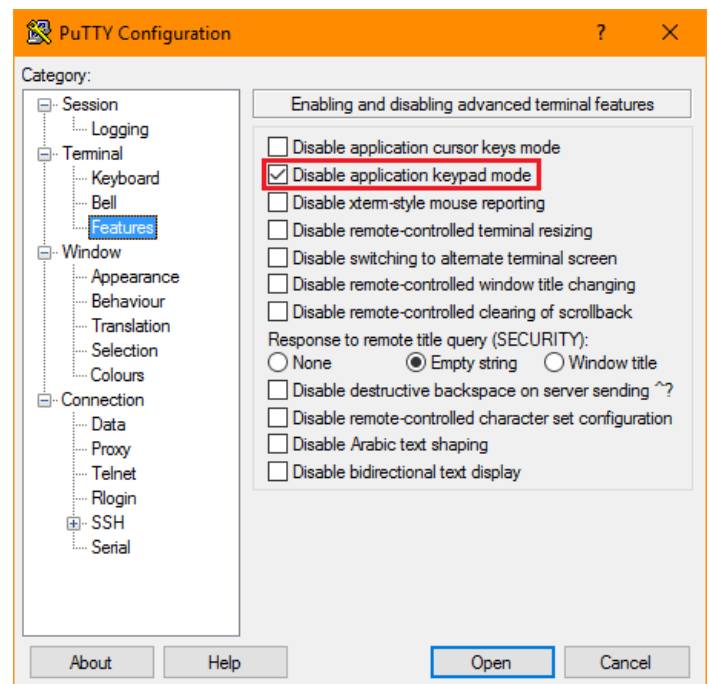 PuTTY Configuration
?
Category:
Session
Logging
Terminal
Keyboard
Bell
Features
Window
Appearance
Behaviour
Translation
Selection
Colours
Connection
Data
Proxy
Telnet
Rlogin
SSH
Serial
Enabling and disabling advanced terminal features
Disable application cursor keys mode
Disable application keypad mode
Disable xterm-style mouse reporting
Disable remote-controlled terminal resizing
Disable switching to alternate terminal screen
Disable remote-controlled window title changing
Disable remote-controlled clearing of scrollback
Response to remote title query (SECURITY):
None Empty string Window title
Disable destructive backspace on server sending ^?
Disable remote-controlled character set configuration
Disable Arabic text shaping
Disable bidirectional text display
About Help Open Cancel